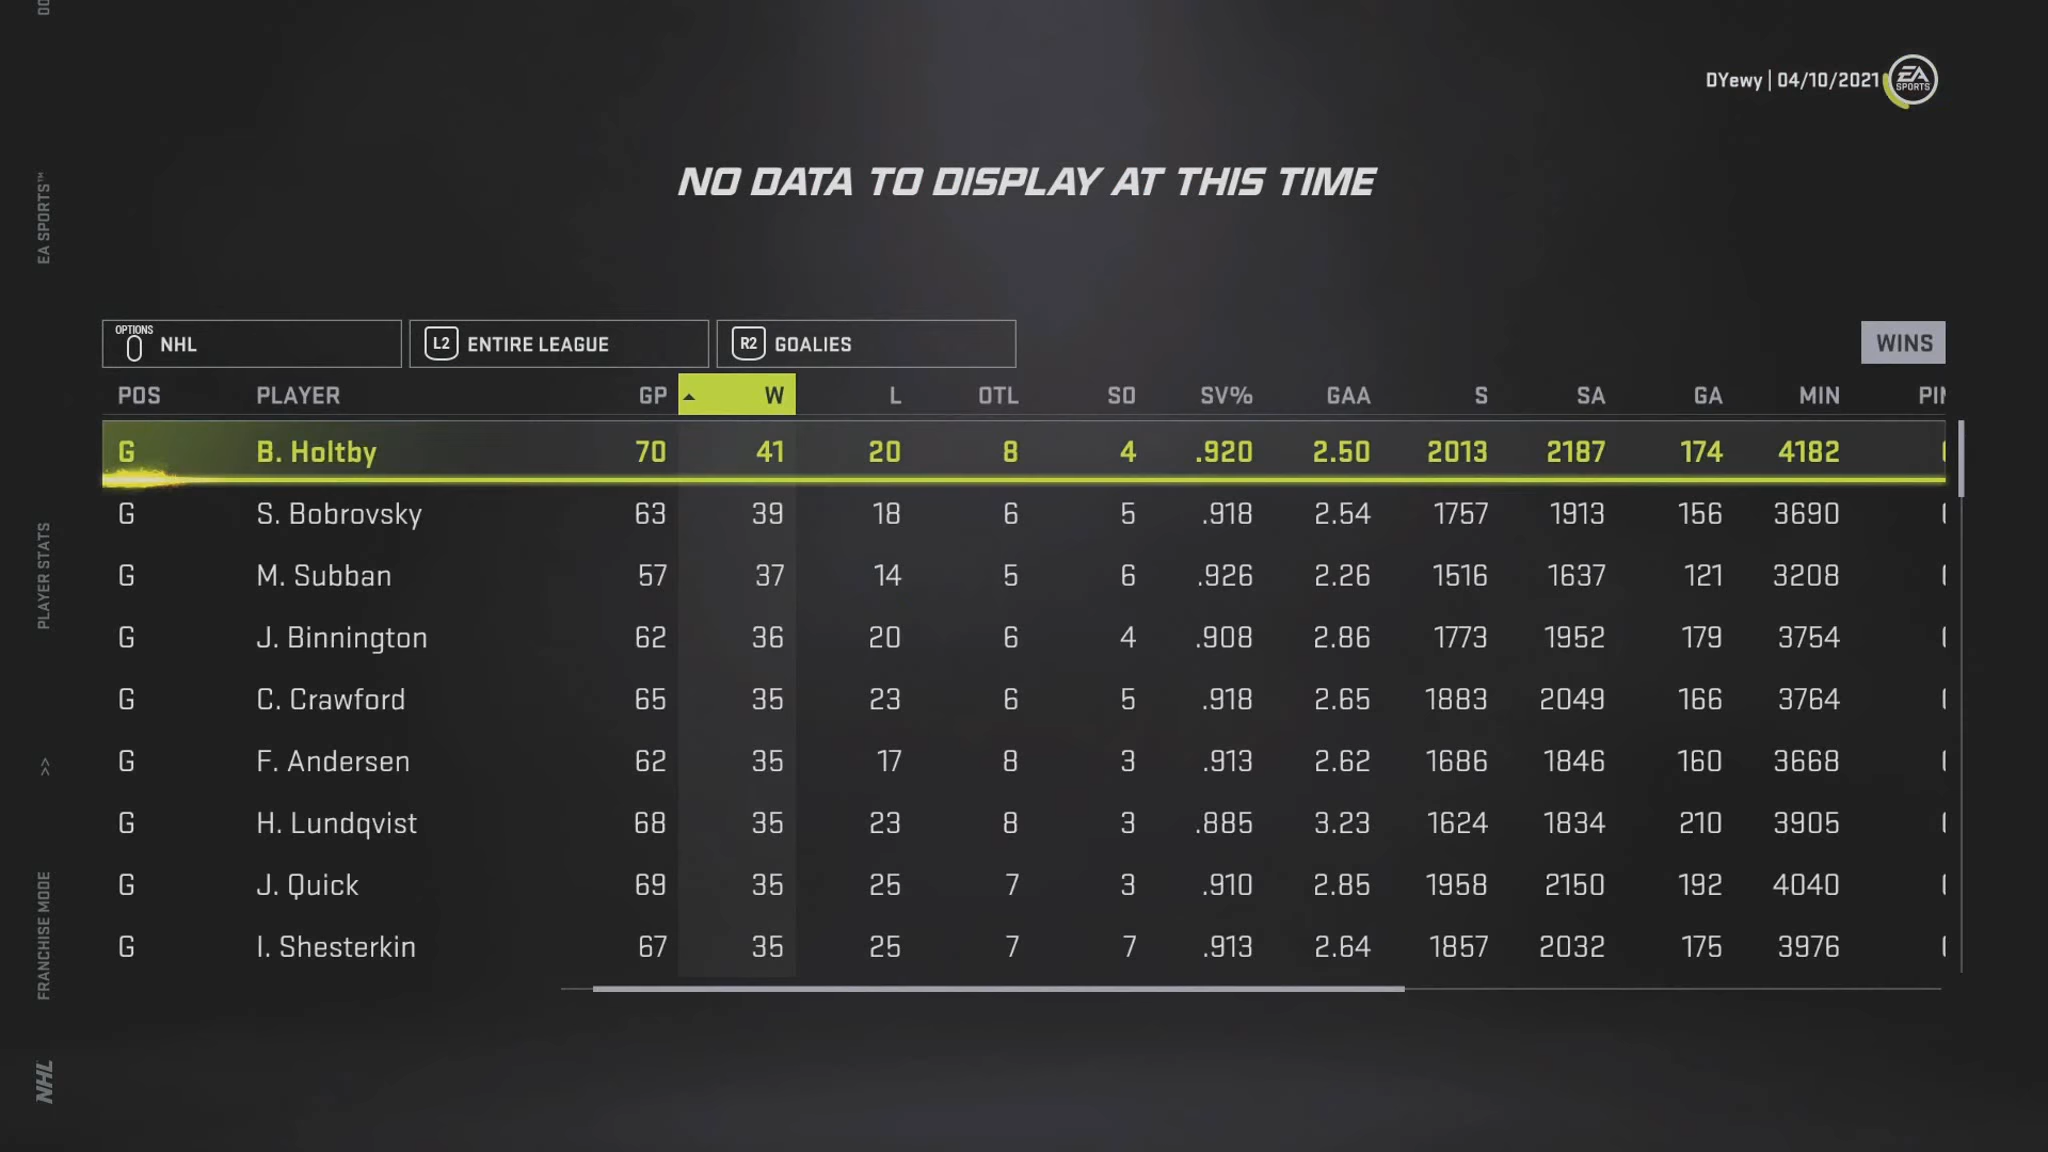 DYewy | 04/10/2021
EA
SPORTS
NO DATA TO DISPLAY AT THIS TIME
OPTIONS
NHL
L2 ENTIRE LEAGUE
R2 GOALIES
WINS
POS PLAYER GP W L OTL SO SV% GAA S SA GA MIN
G B. Holtby 70 41 20 8 4 .920 2.50 2013 2187 174 4182
G S. Bobrovsky 63 39 18 6 5 .918 2.54 1757 1913 156 3690
G M. Subban 57 37 14 5 6 .926 2.26 1516 1637 121 3208
G J. Binnington 62 36 20 6 4 .908 2.86 1773 1952 179 3754
G C. Crawford 65 35 23 6 5 .918 2.65 1883 2049 166 3764
G F. Andersen 62 35 17 8 3 .913 2.62 1686 1846 160 3668
G H. Lundqvist 68 35 23 8 3 .885 3.23 1624 1834 210 3905
G J. Quick 69 35 25 7 3 .910 2.85 1958 2150 192 4040
G I. Shesterkin 67 35 25 7 7 .913 2.64 1857 2032 175 3976
NHL
FRANCHISE MODE
>>
PLAYER STATS
EA SPORTS™